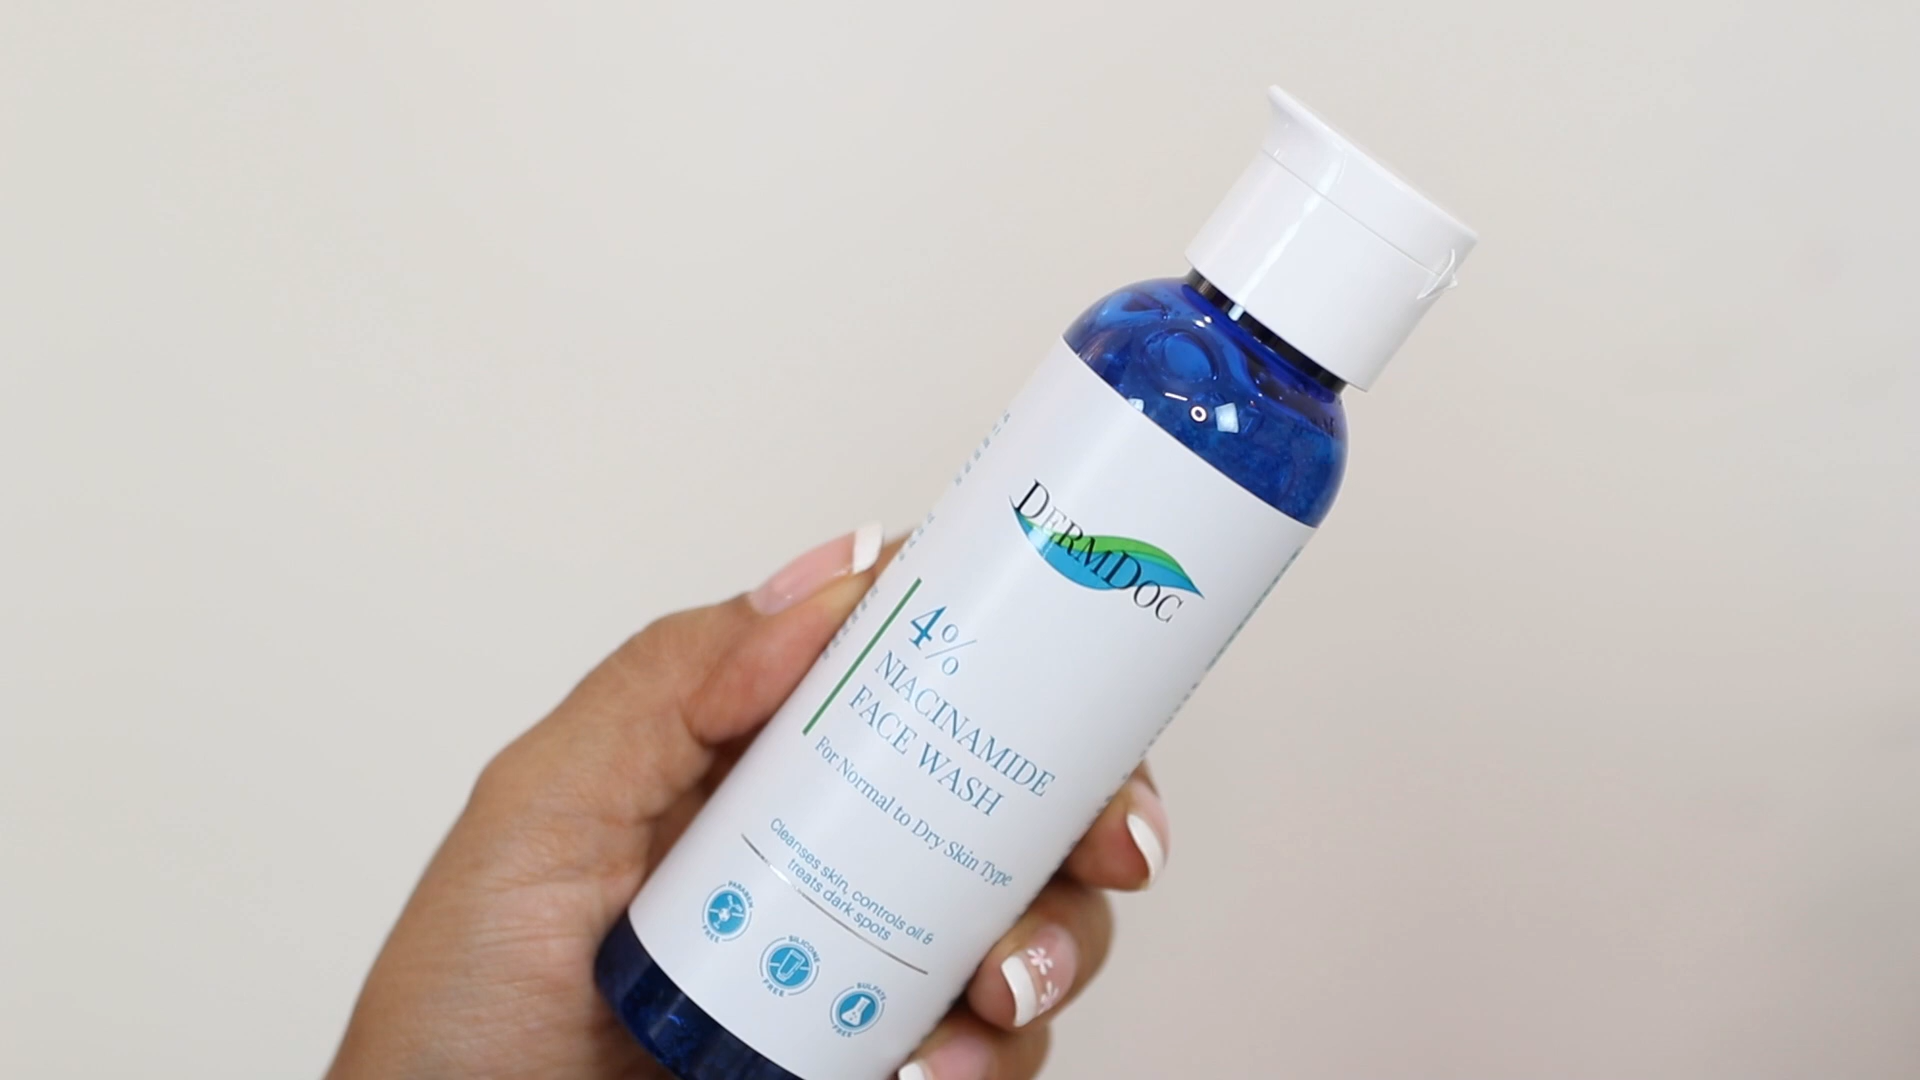 DERMDOC
4%
NIACINAMIDE
FACE WASH
For Normal to Dry Skin Type
Cleanses skin, controls oil &
treats dark spots
PARABEN
FREE
SILICONE
FREE
SULFATE
FREE